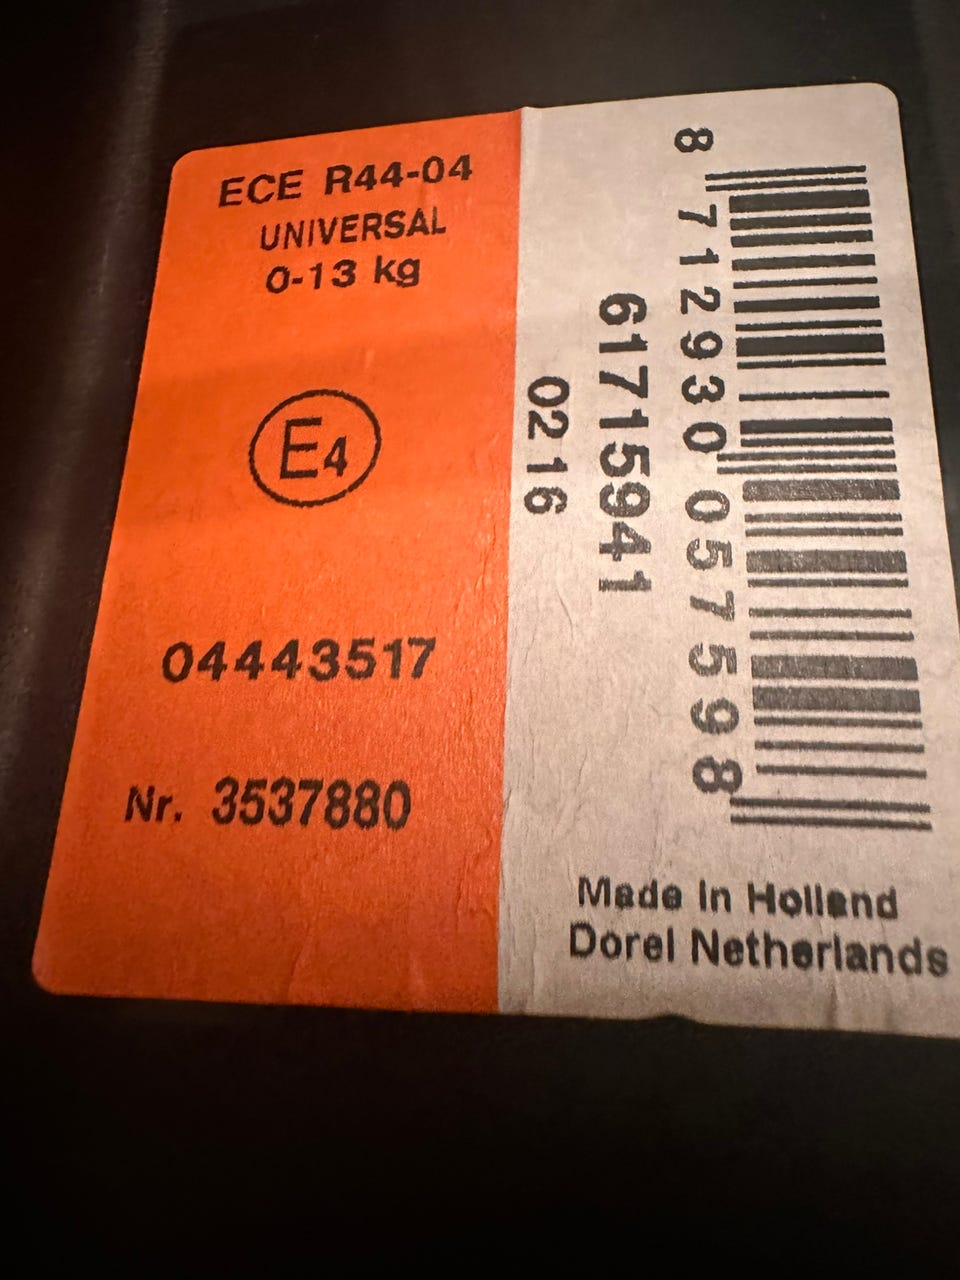 ECE R44-04
UNIVERSAL
0-13 kg
E4
04443517
Nr. 3537880
8 712930 057598
61715941
0216
Made in Holland
Dorel Netherlands